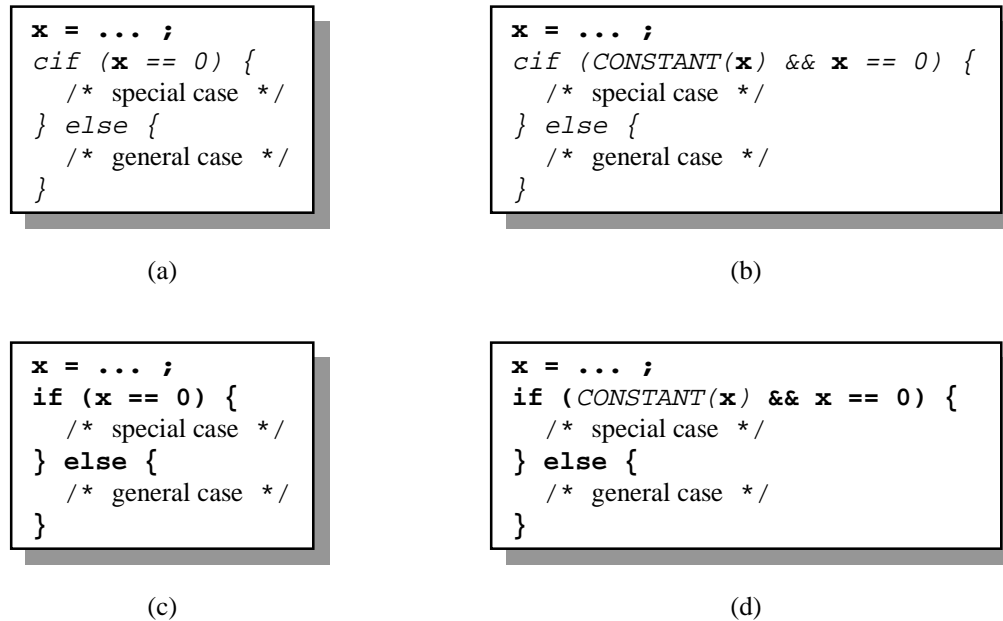 x = ... ;
cif (x == 0) {
/* special case */
} else {
/* general case */
}
(a)
x = ... ;
cif (CONSTANT(x) && x == 0) {
/* special case */
} else {
/* general case */
}
(b)
x = ... ;
if (x == 0) {
/* special case */
} else {
/* general case */
}
(c)
x = ... ;
if (CONSTANT(x) && x == 0) {
/* special case */
} else {
/* general case */
}
(d)